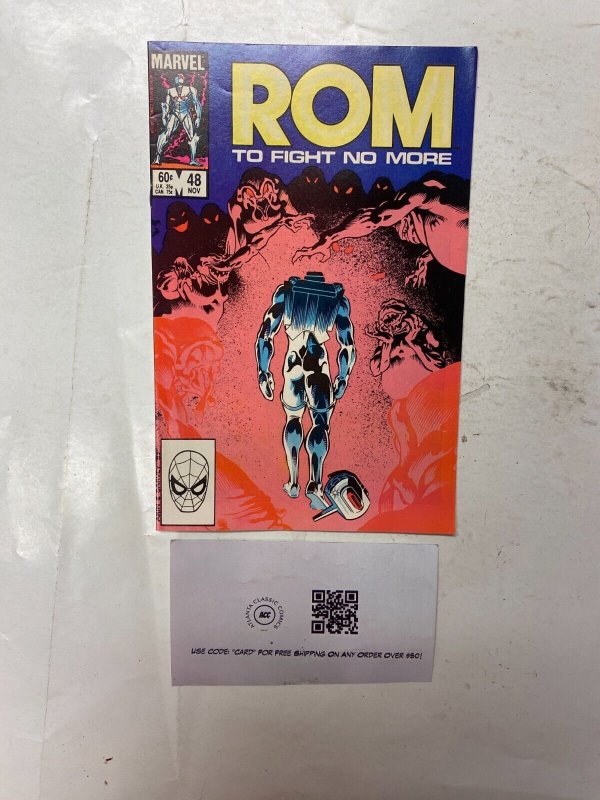 MARVEL
ROM
TO FIGHT NO MORE
60¢
U.K. 25p
CAN. 75¢
48
NOV
ATLANTA CLASSIC COMICS
ACC
USE CODE: "CARD" FOR FREE SHIPPING ON ANY ORDER OVER $50!